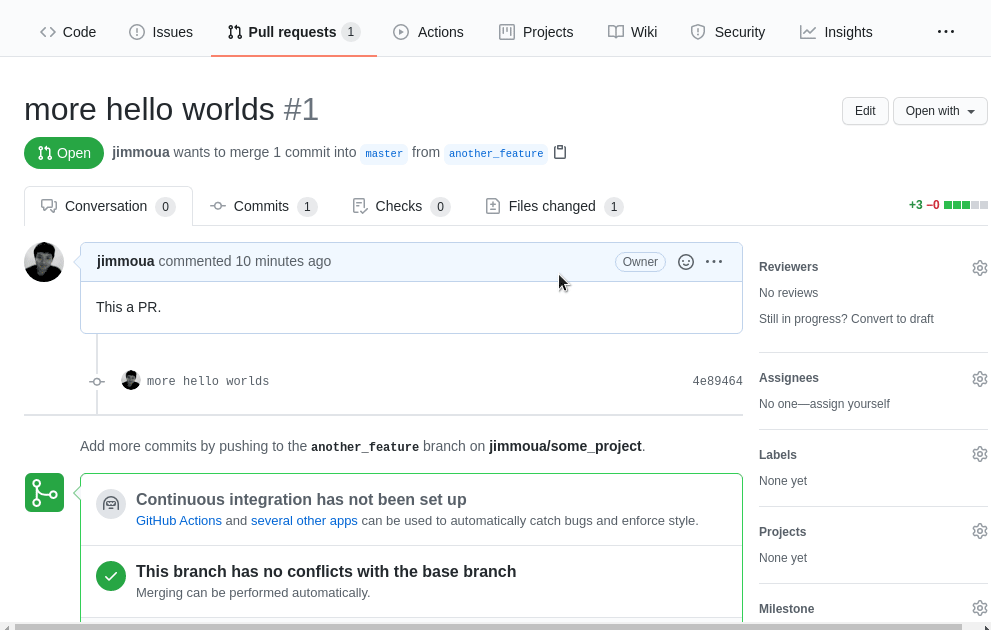 Code Issues Pull requests 1 Actions Projects Wiki Security Insights
more hello worlds #1
Edit Open with
Open jimmoua wants to merge 1 commit into master from another_feature
Conversation 0 Commits 1 Checks 0 Files changed 1
+3 −0
jimmoua commented 10 minutes ago Owner
This a PR.
more hello worlds 4e89464
Add more commits by pushing to the another_feature branch on jimmoua/some_project.
Continuous integration has not been set up
GitHub Actions and several other apps can be used to automatically catch bugs and enforce style.
This branch has no conflicts with the base branch
Merging can be performed automatically.
Reviewers
No reviews
Still in progress? Convert to draft
Assignees
No one—assign yourself
Labels
None yet
Projects
None yet
Milestone